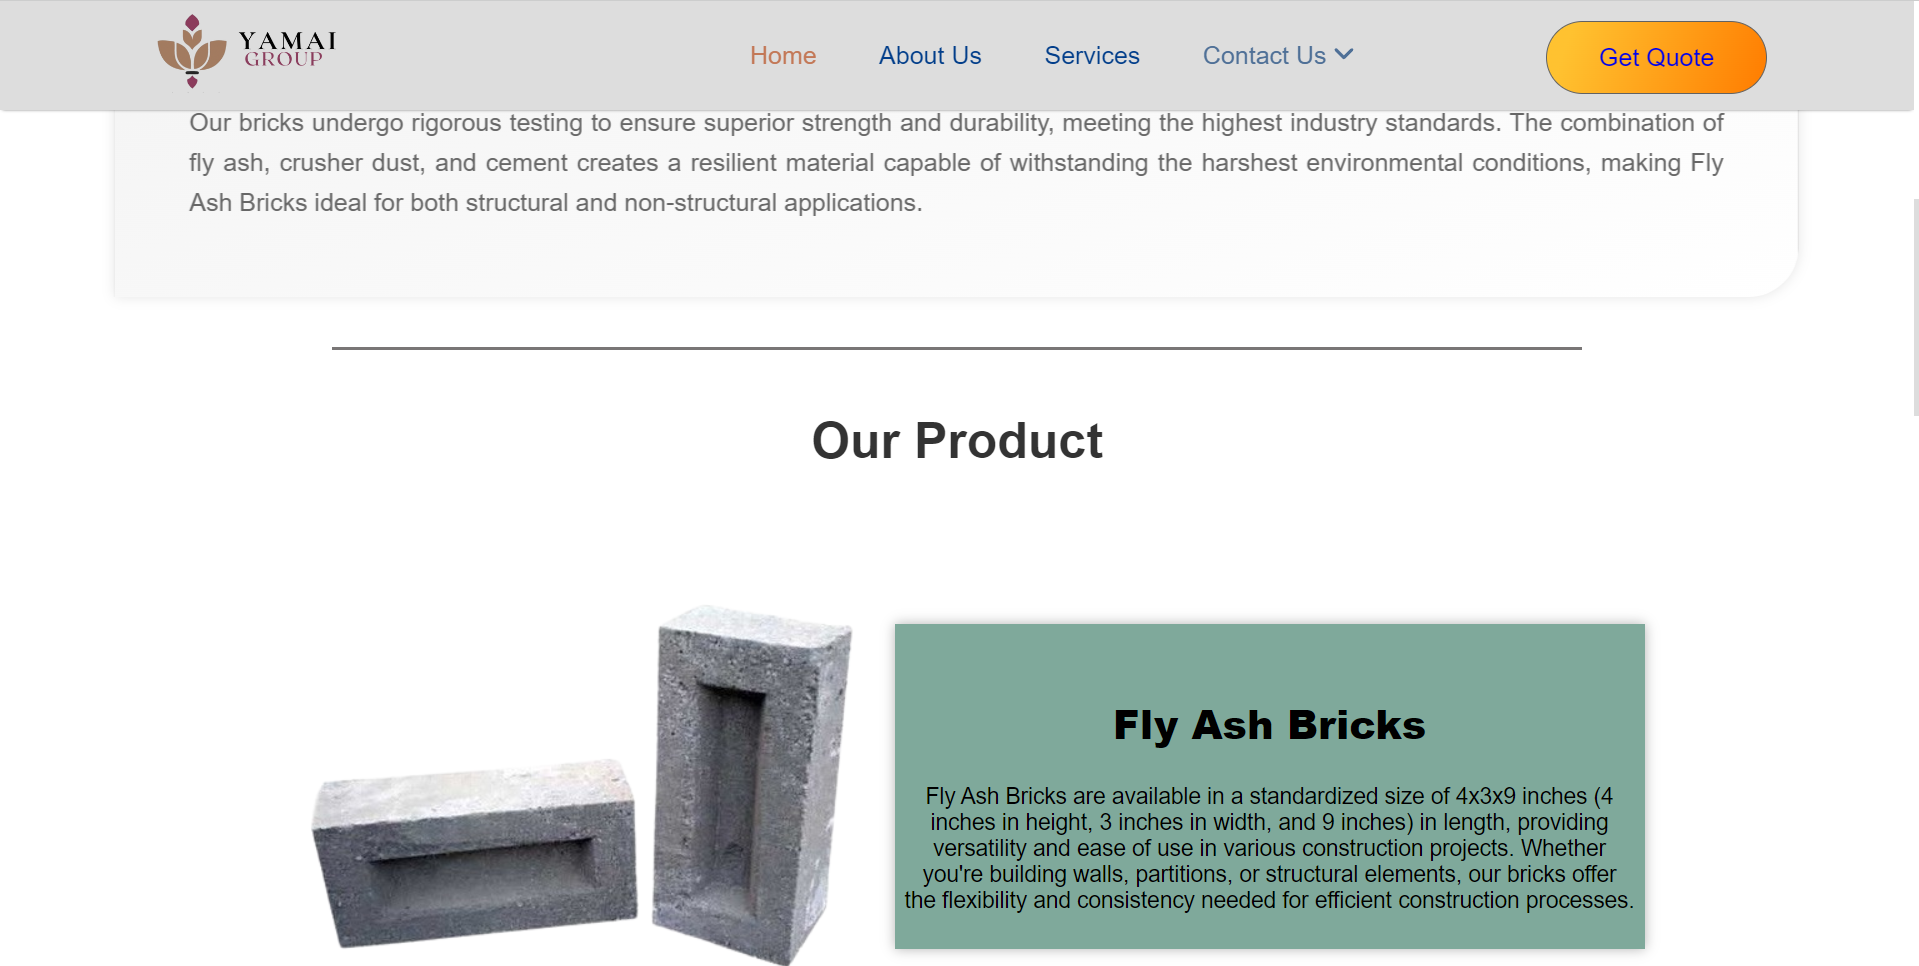 YAMAI
GROUP
Home
About Us
Services
Contact Us
Get Quote
Our bricks undergo rigorous testing to ensure superior strength and durability, meeting the highest industry standards. The combination of
fly ash, crusher dust, and cement creates a resilient material capable of withstanding the harshest environmental conditions, making Fly
Ash Bricks ideal for both structural and non-structural applications.
Our Product
Fly Ash Bricks
Fly Ash Bricks are available in a standardized size of 4x3x9 inches (4
inches in height, 3 inches in width, and 9 inches) in length, providing
versatility and ease of use in various construction projects. Whether
you're building walls, partitions, or structural elements, our bricks offer
the flexibility and consistency needed for efficient construction processes.